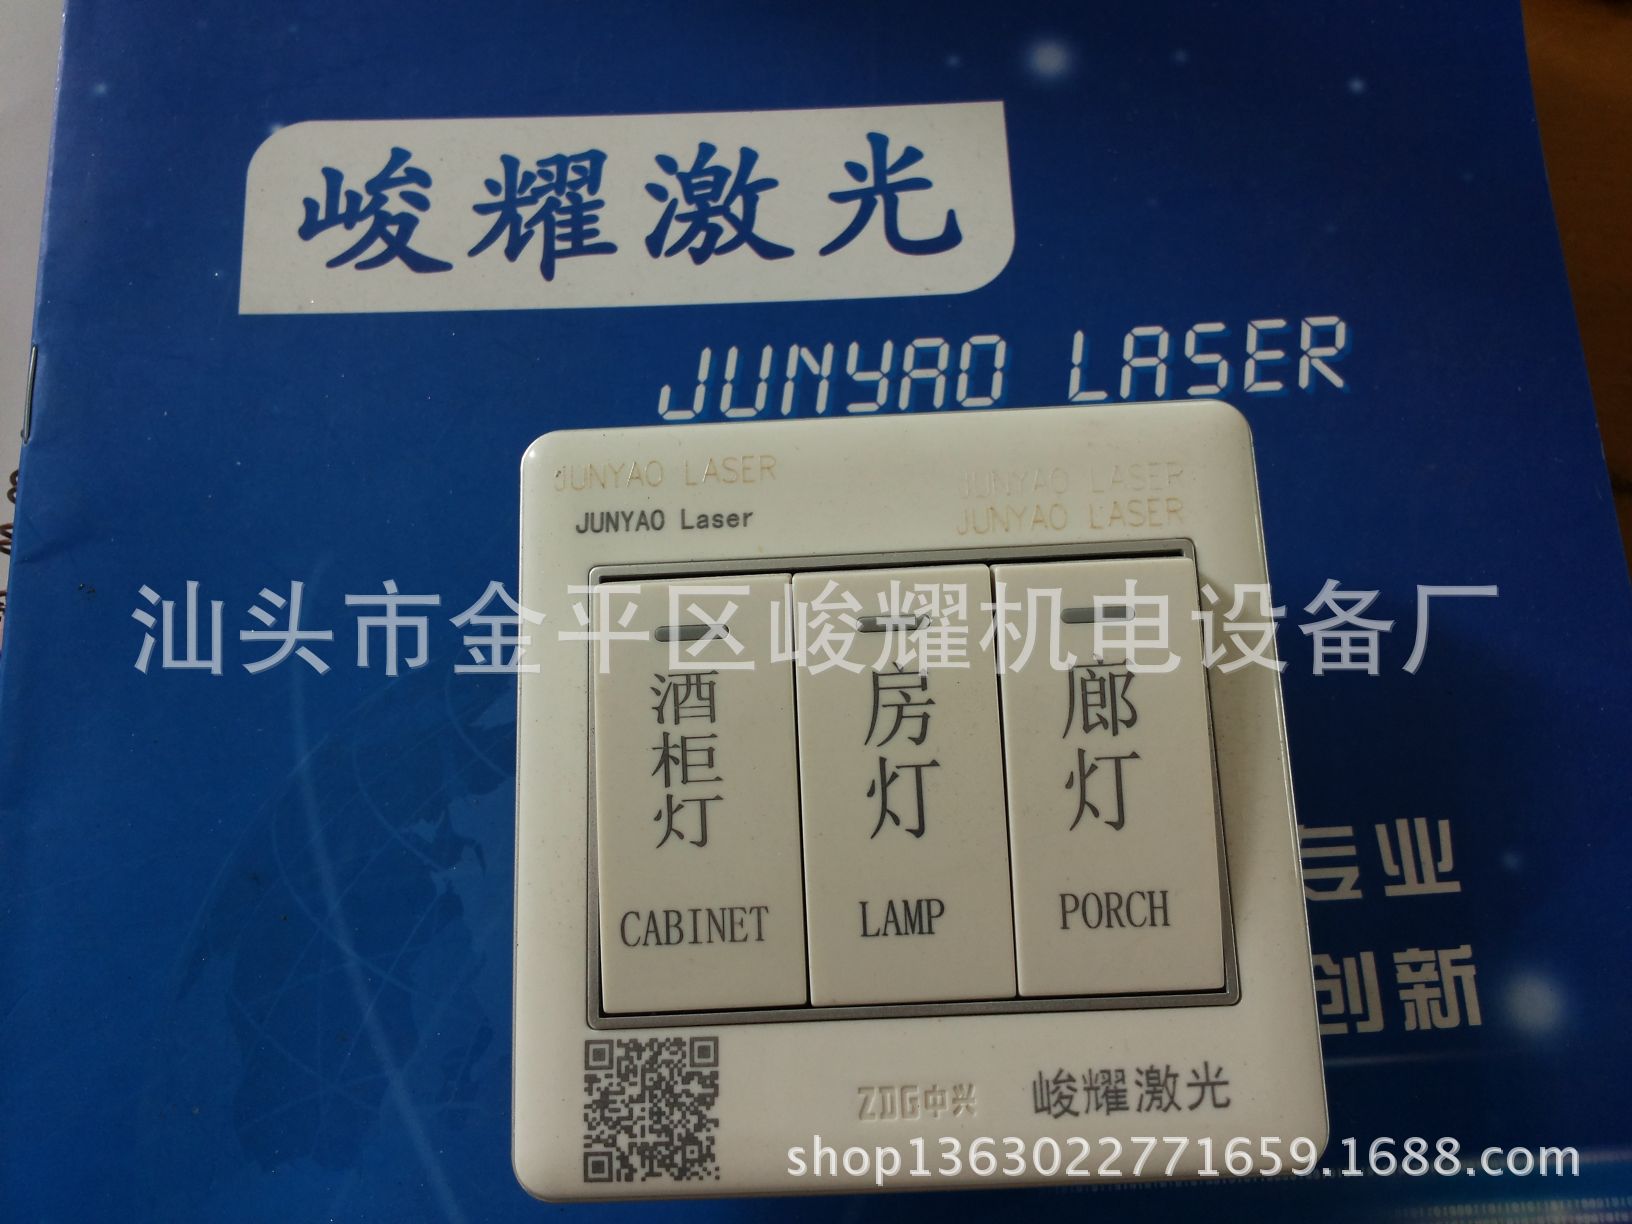 峻耀激光
JUNYAO LASER
JUNYAO LASER
JUNYAO Laser
JUNYAO LASER
JUNYAO LASER
汕头市金平区峻耀机电设备厂
酒柜灯
CABINET
房灯
LAMP
廊灯
PORCH
专业
创新
ZDG中兴
峻耀激光
shop1363022771659.1688.com